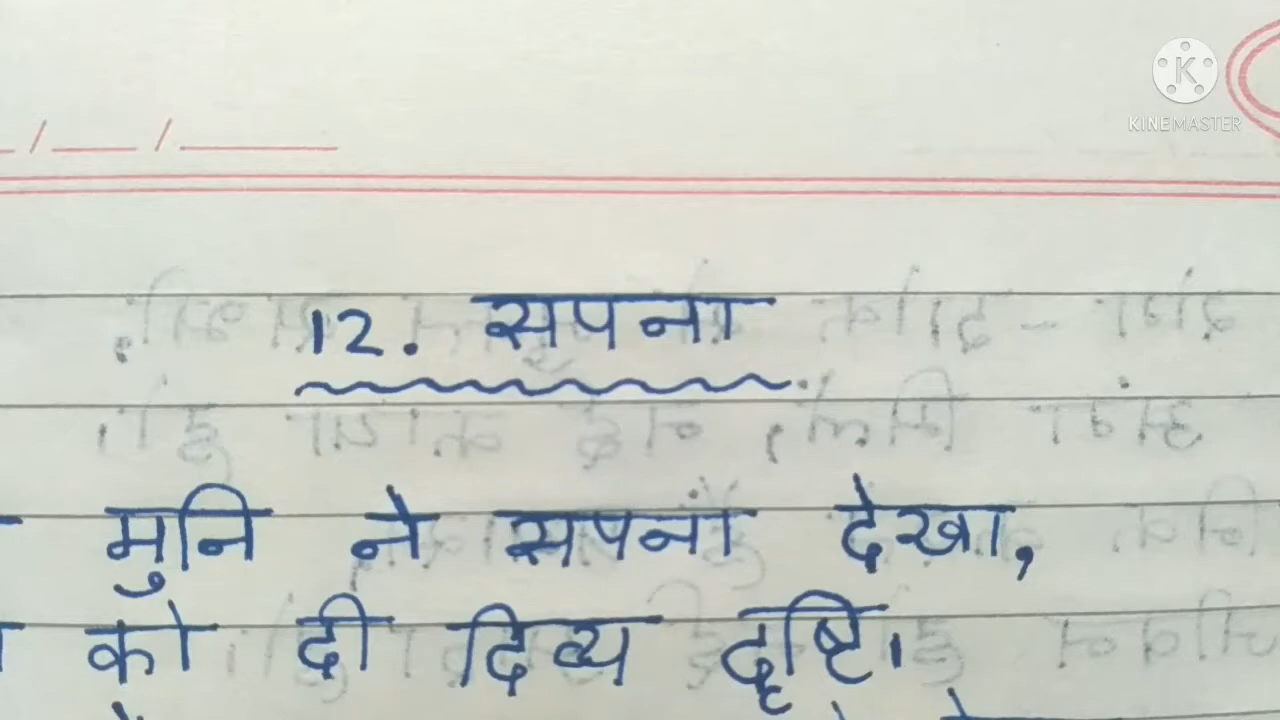 KINEMASTER
12. सपना
मुनि ने सपना देखा,
को दी दिव्य दृष्टि।